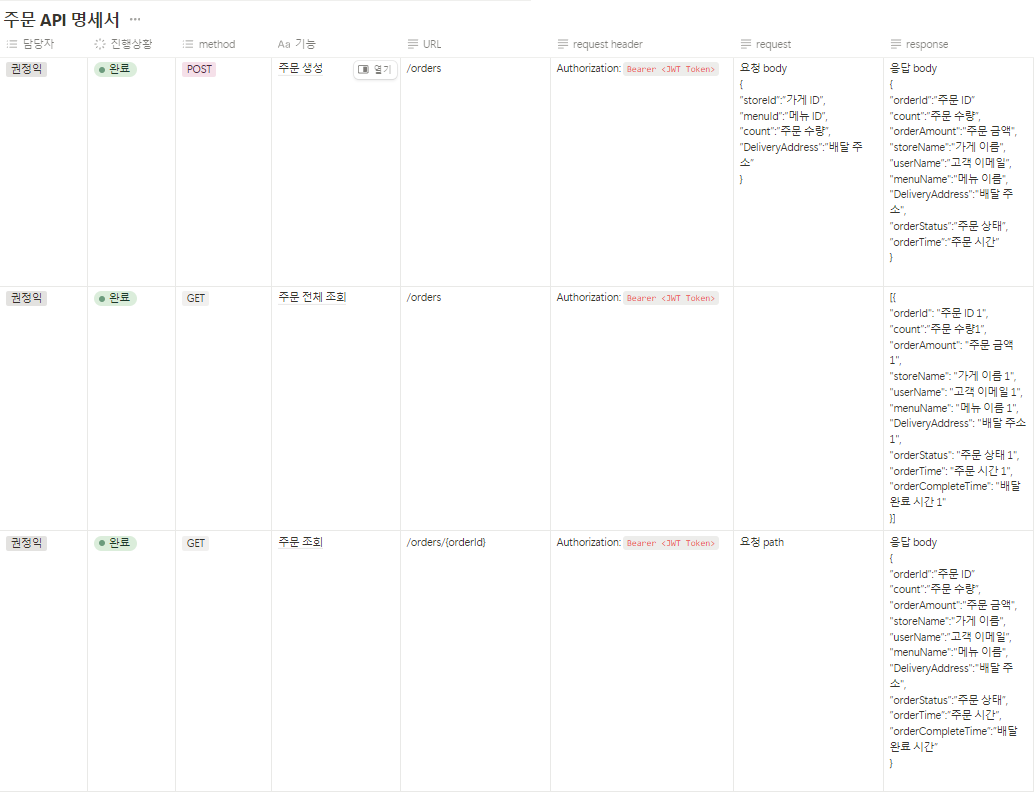 주문 API 명세서 ...
담당자 진행상황 method Aa 기능 URL request header request response
권정익 완료 POST 주문 생성 열기 /orders Authorization: Bearer <JWT Token>
요청 body
{
"storeId":"가게 ID",
"menuId":"메뉴 ID",
"count":"주문 수량",
"DeliveryAddress":"배달 주
소"
}
응답 body
{
"orderId":"주문 ID"
"count":"주문 수량",
"orderAmount":"주문 금액",
"storeName":"가게 이름",
"userName":"고객 이메일",
"menuName":"메뉴 이름",
"DeliveryAddress":"배달 주
소",
"orderStatus":"주문 상태",
"orderTime":"주문 시간"
}
권정익 완료 GET 주문 전체 조회 /orders Authorization: Bearer <JWT Token>
[{
"orderId": "주문 ID 1",
"count":"주문 수량1",
"orderAmount": "주문 금액
1",
"storeName": "가게 이름 1",
"userName": "고객 이메일 1",
"menuName": "메뉴 이름 1",
"DeliveryAddress": "배달 주소
1",
"orderStatus": "주문 상태 1",
"orderTime": "주문 시간 1",
"orderCompleteTime": "배달
완료 시간 1"
}]
권정익 완료 GET 주문 조회 /orders/{orderId} Authorization: Bearer <JWT Token>
요청 path
응답 body
{
"orderId":"주문 ID"
"count":"주문 수량",
"orderAmount":"주문 금액",
"storeName":"가게 이름",
"userName":"고객 이메일",
"menuName":"메뉴 이름",
"DeliveryAddress":"배달 주
소",
"orderStatus":"주문 상태",
"orderTime":"주문 시간",
"orderCompleteTime":"배달
완료 시간"
}